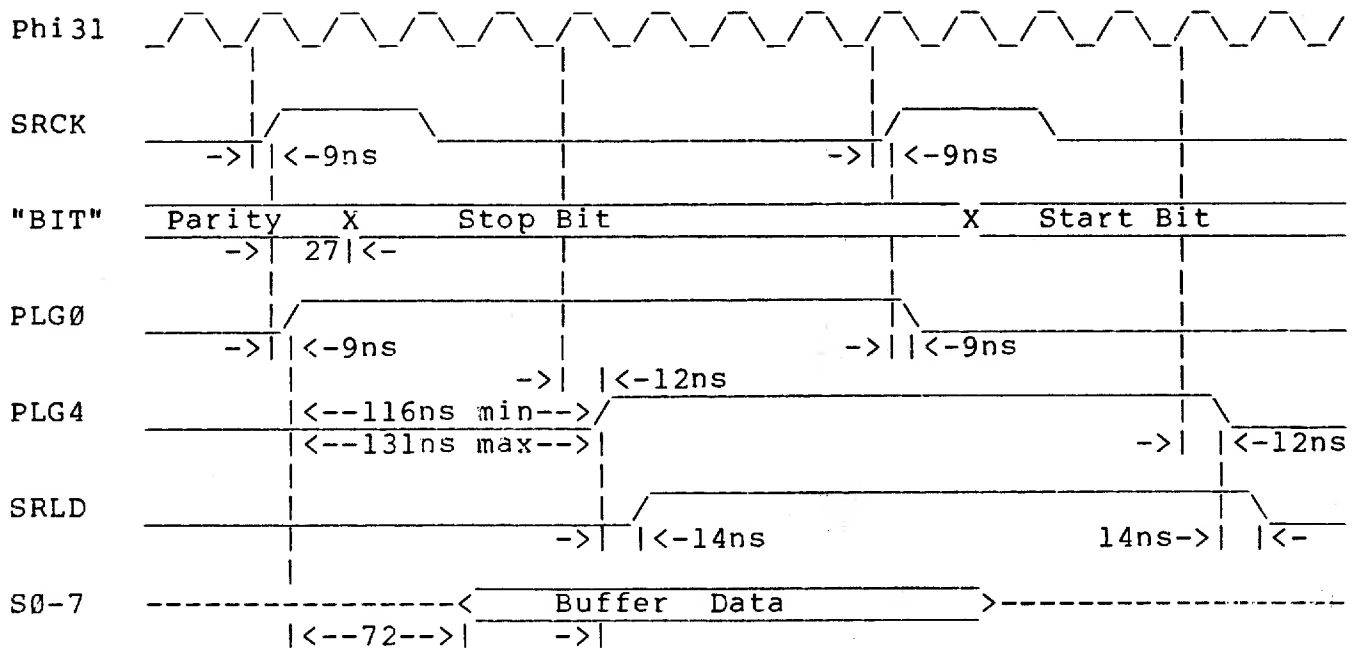 Phi31
SRCK
->| |<-9ns ->| |<-9ns
"BIT" Parity X Stop Bit X Start Bit
->| 27|<-
PLG0
->| |<-9ns ->| |<-9ns
->| |<-12ns
PLG4 |<--116ns min-->
|<--131ns max--> ->| |<-12ns
SRLD
->| |<-14ns 14ns->| |<-
S0-7 < Buffer Data >
|<--72-->| ->|